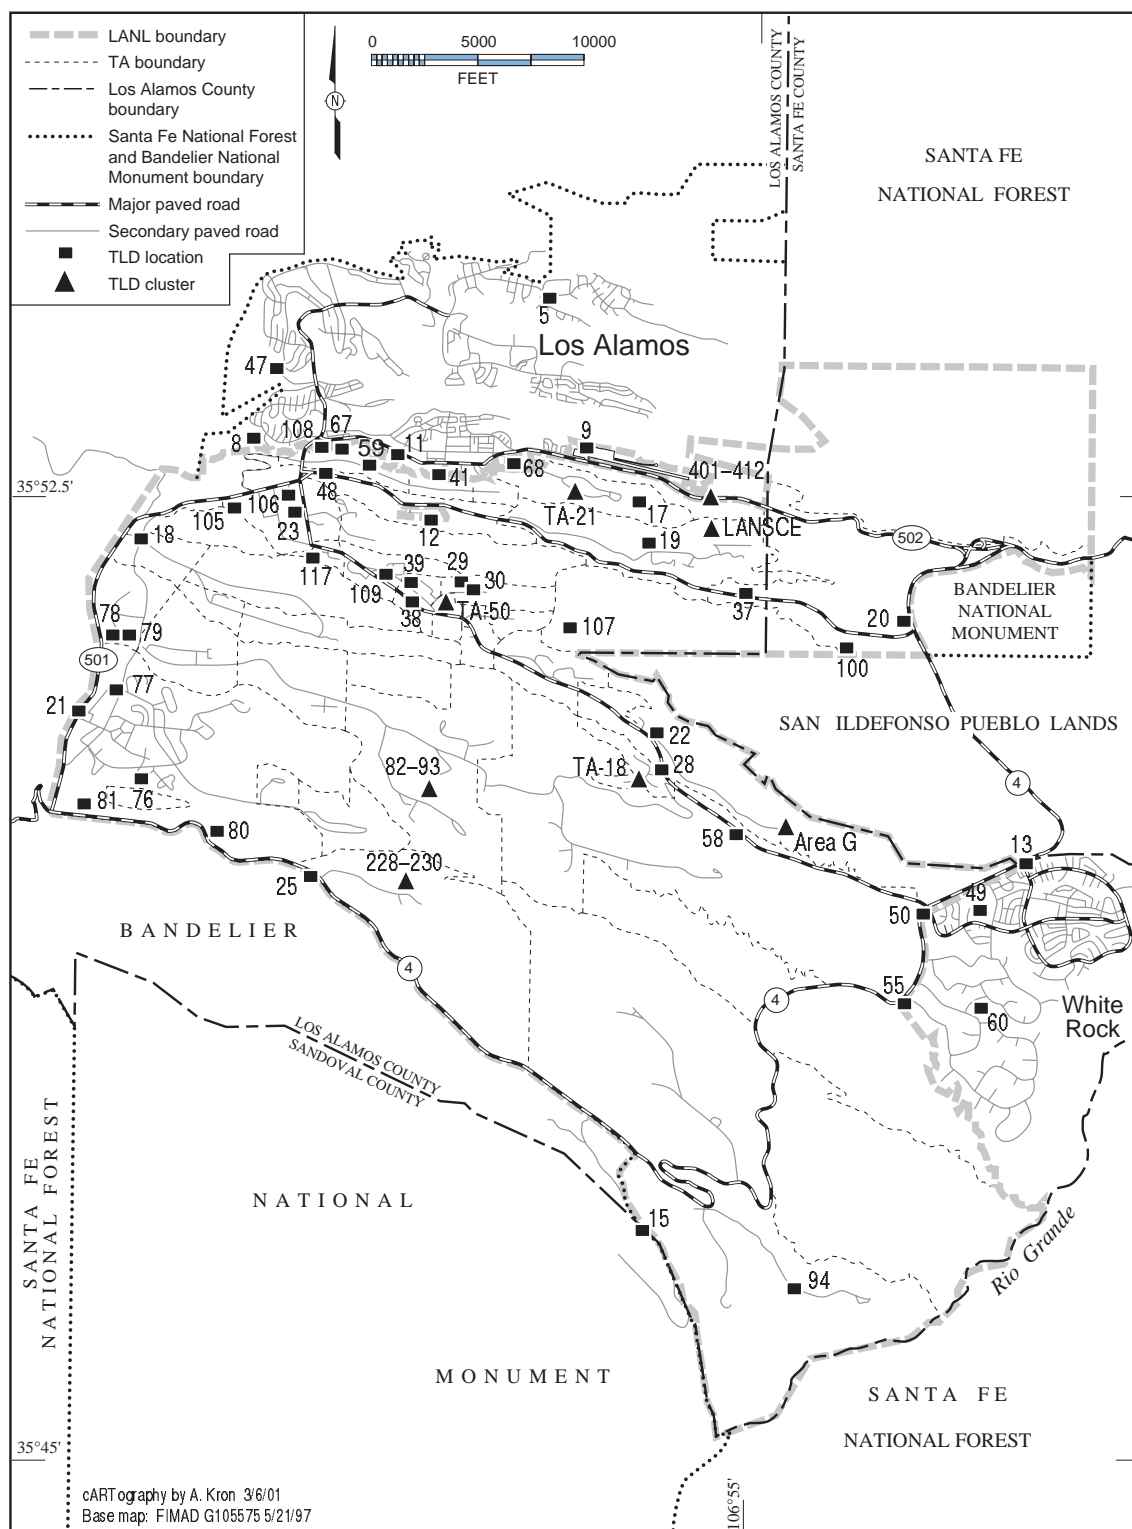 LANL boundary
TA boundary
Los Alamos County
boundary
Santa Fe National Forest
and Bandelier National
Monument boundary
Major paved road
Secondary paved road
TLD location
TLD cluster
0 5000 10000
FEET
N
LOS ALAMOS COUNTY
SANTA FE COUNTY
SANTA FE
NATIONAL FOREST
5
Los Alamos
47
8
108
67
59
11
9
68
41
401–412
35°52.5'
48
106
105
23
18
12
TA-21
17
LANSCE
19
502
117
109
39
29
30
38
TA-50
37
107
20
100
BANDELIER
NATIONAL
MONUMENT
78
79
501
77
21
SAN ILDEFONSO PUEBLO LANDS
22
28
TA-18
82–93
4
76
81
80
58
Area G
13
228–230
25
49
50
BANDELIER
4
4
55
60
White
Rock
LOS ALAMOS COUNTY
SANDOVAL COUNTY
SANTA FE
NATIONAL FOREST
NATIONAL
15
94
Rio Grande
MONUMENT
SANTA FE
NATIONAL FOREST
35°45'
106°55'
cARTography by A. Kron 3/6/01
Base map: FIMAD G105575 5/21/97